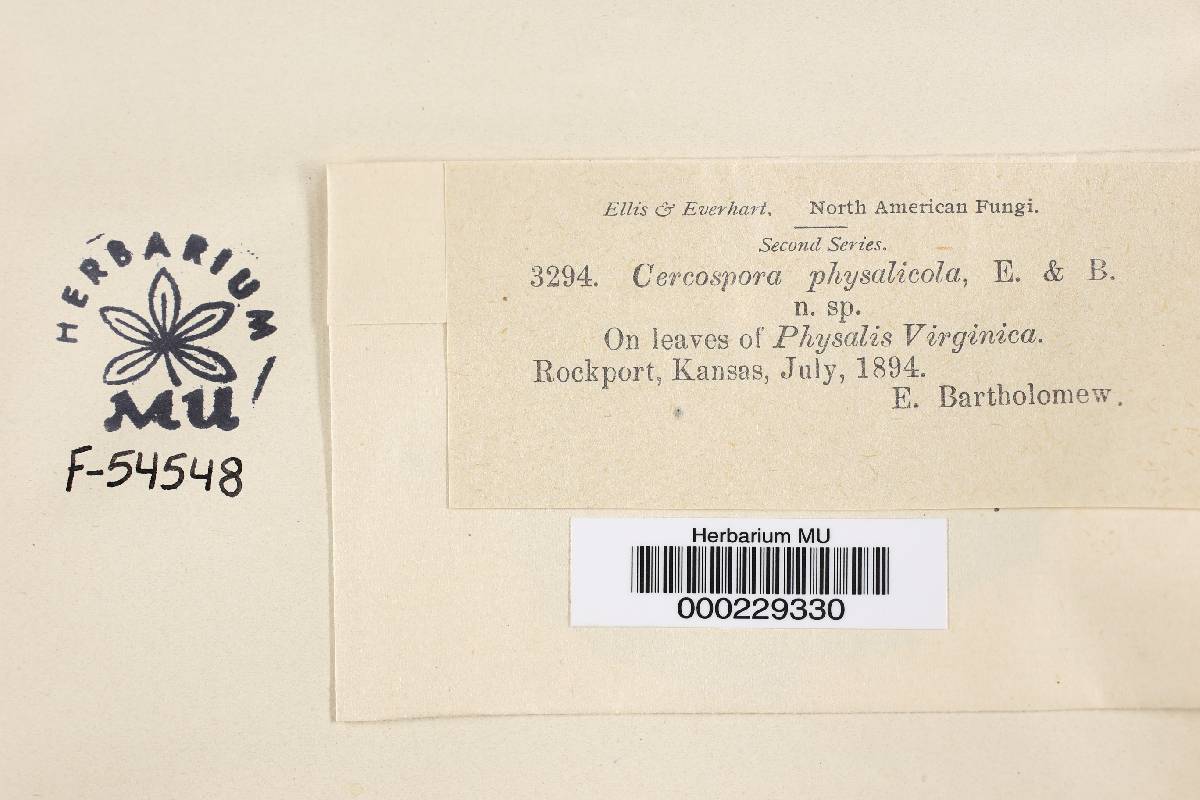 HERBARIUM
MU
F-54548
Ellis & Everhart. North American Fungi.
Second Series.
3294. Cercospora physalicola, E. & B.
n. sp.
On leaves of Physalis Virginica.
Rockport, Kansas, July, 1894.
E. Bartholomew.
Herbarium MU
000229330